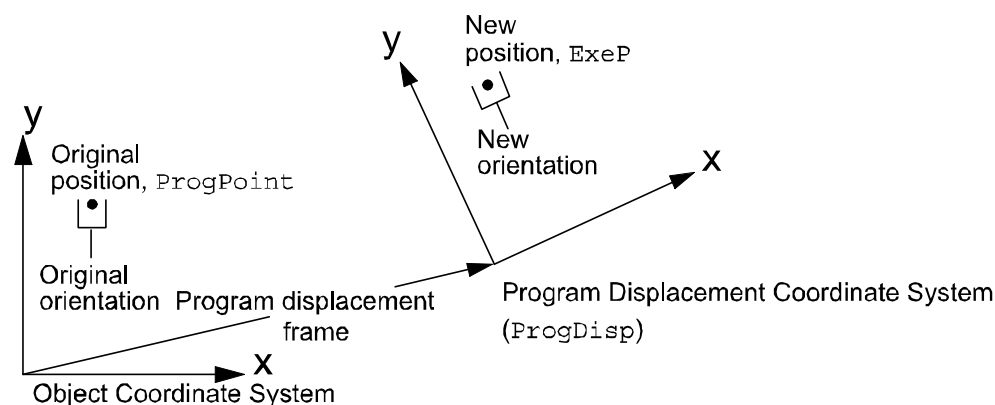 y
Original
position, ProgPoint
Original
orientation
Program displacement
frame
x
Object Coordinate System
y
New
position, ExeP
New
orientation
x
Program Displacement Coordinate System
(ProgDisp)